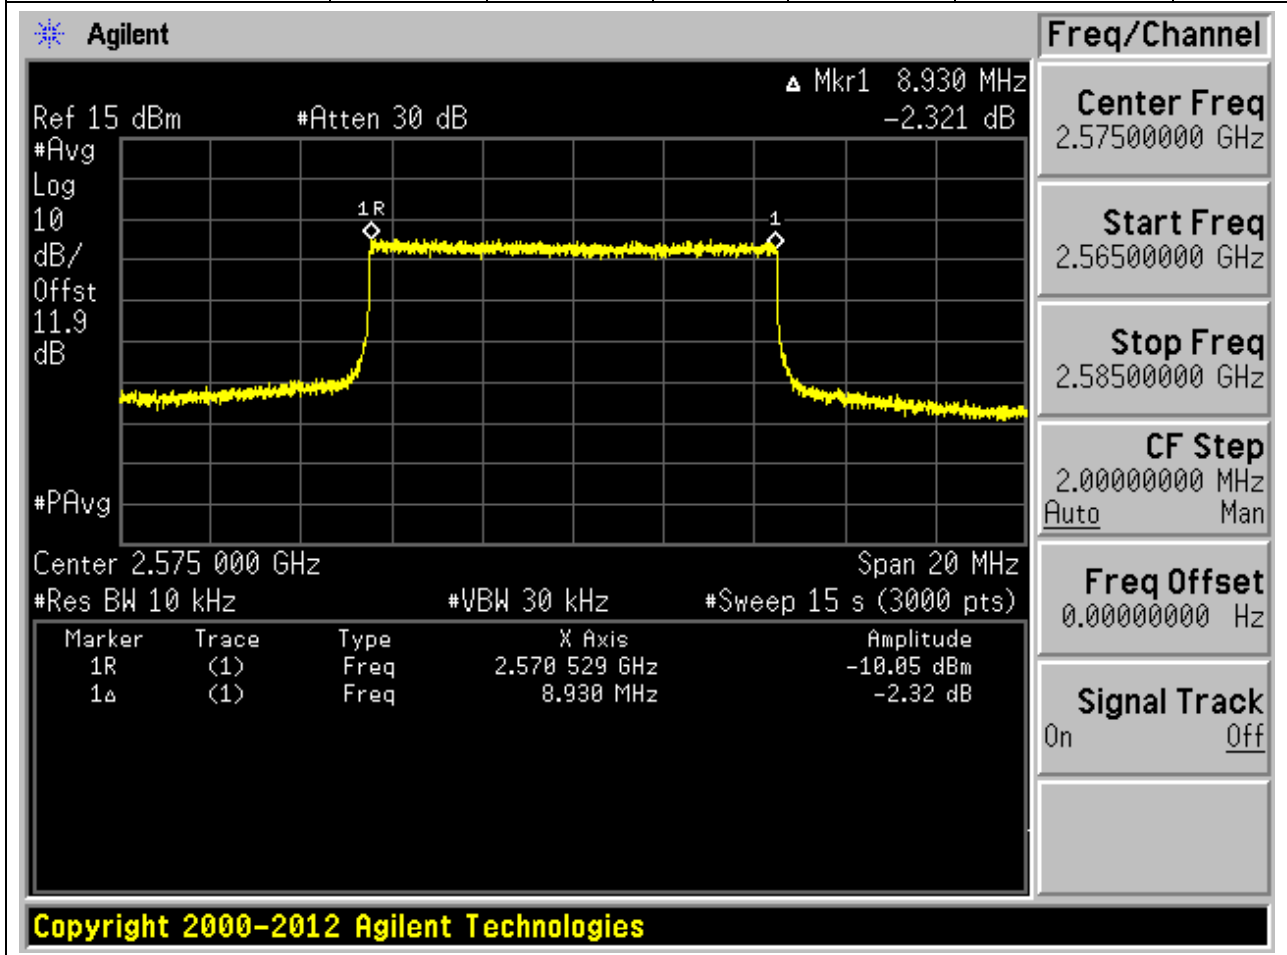 Agilent
Freq/Channel
Δ Mkr1 8.930 MHz
Ref 15 dBm #Atten 30 dB -2.321 dB
#Avg
Log
10
dB/
Offst
11.9
dB
1R
1
#PAvg
Center 2.575 000 GHz Span 20 MHz
#Res BW 10 kHz #VBW 30 kHz #Sweep 15 s (3000 pts)
Marker Trace Type X Axis Amplitude
1R (1) Freq 2.570 529 GHz -10.05 dBm
1Δ (1) Freq 8.930 MHz -2.32 dB
Center Freq
2.57500000 GHz
Start Freq
2.56500000 GHz
Stop Freq
2.58500000 GHz
CF Step
2.00000000 MHz
Auto Man
Freq Offset
0.00000000 Hz
Signal Track
On Off
Copyright 2000-2012 Agilent Technologies